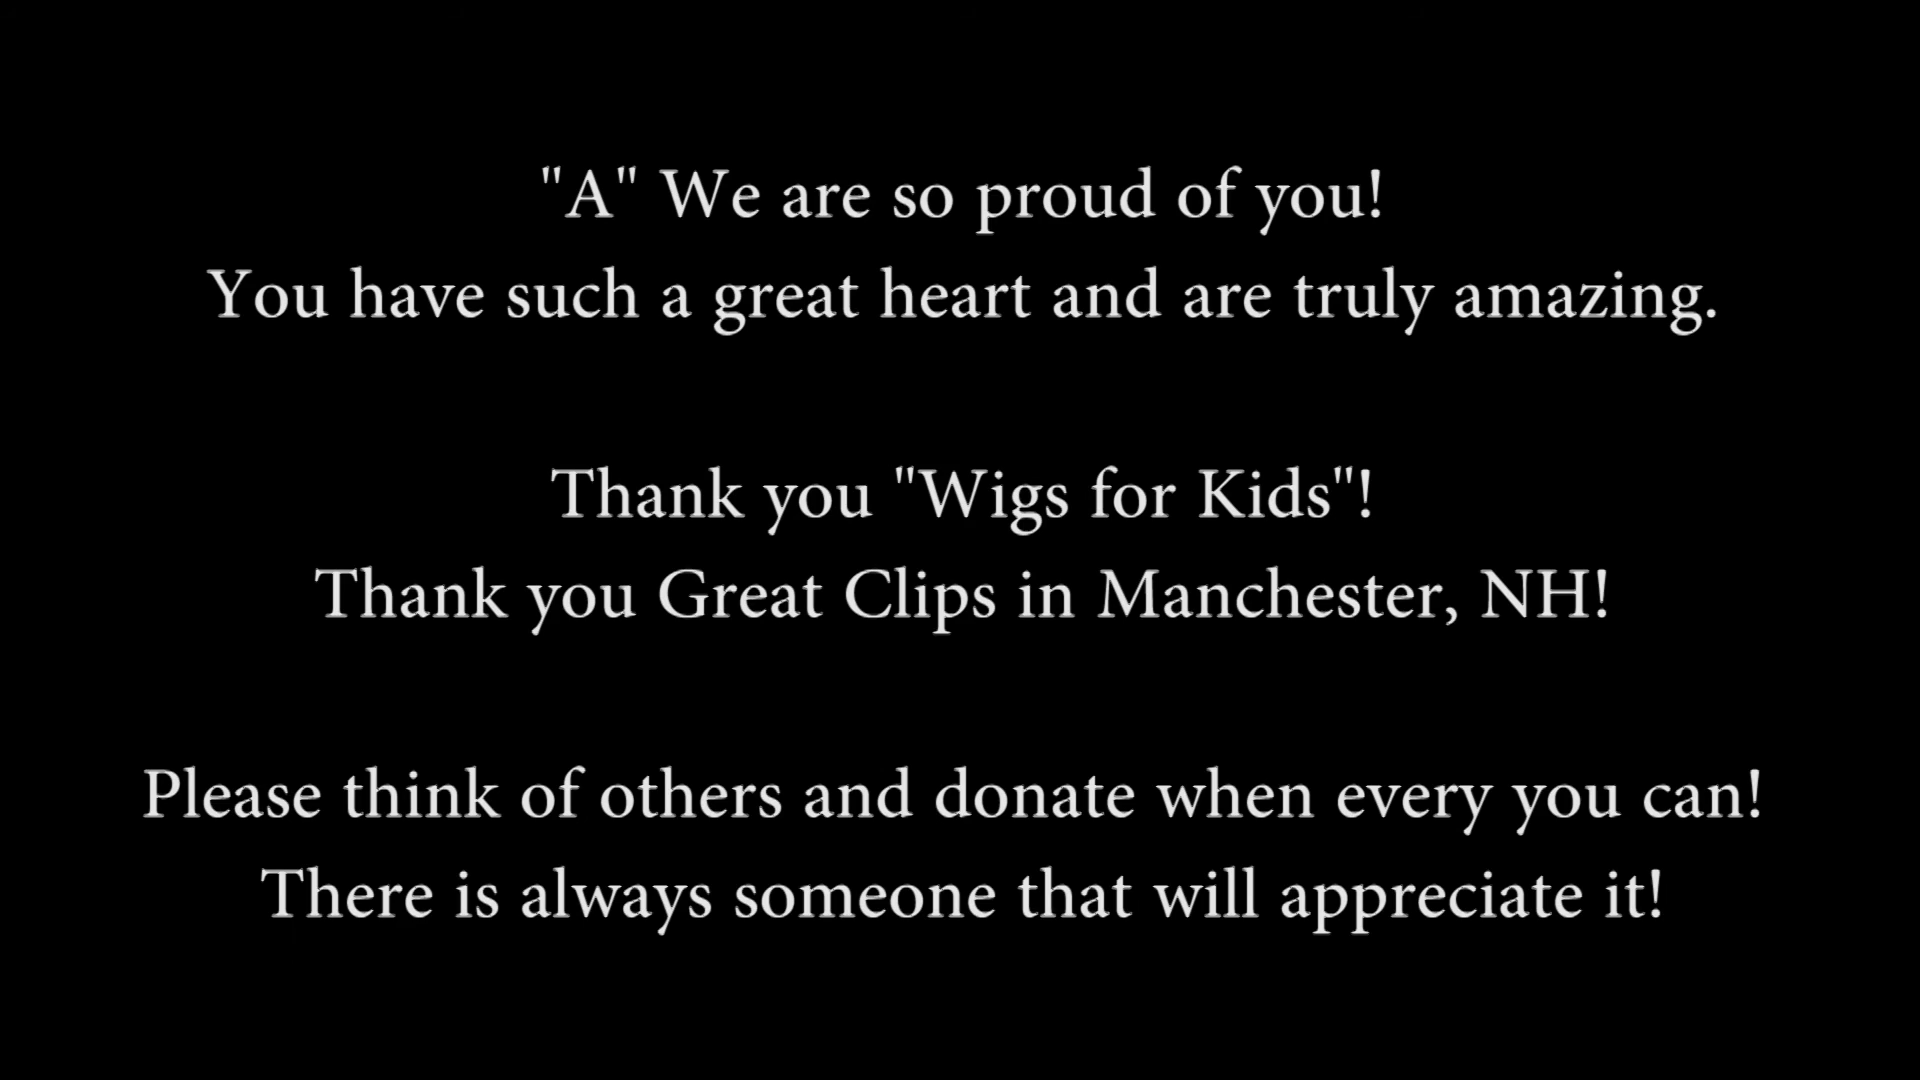 "A" We are so proud of you!
You have such a great heart and are truly amazing.
Thank you "Wigs for Kids"!
Thank you Great Clips in Manchester, NH!
Please think of others and donate when every you can!
There is always someone that will appreciate it!